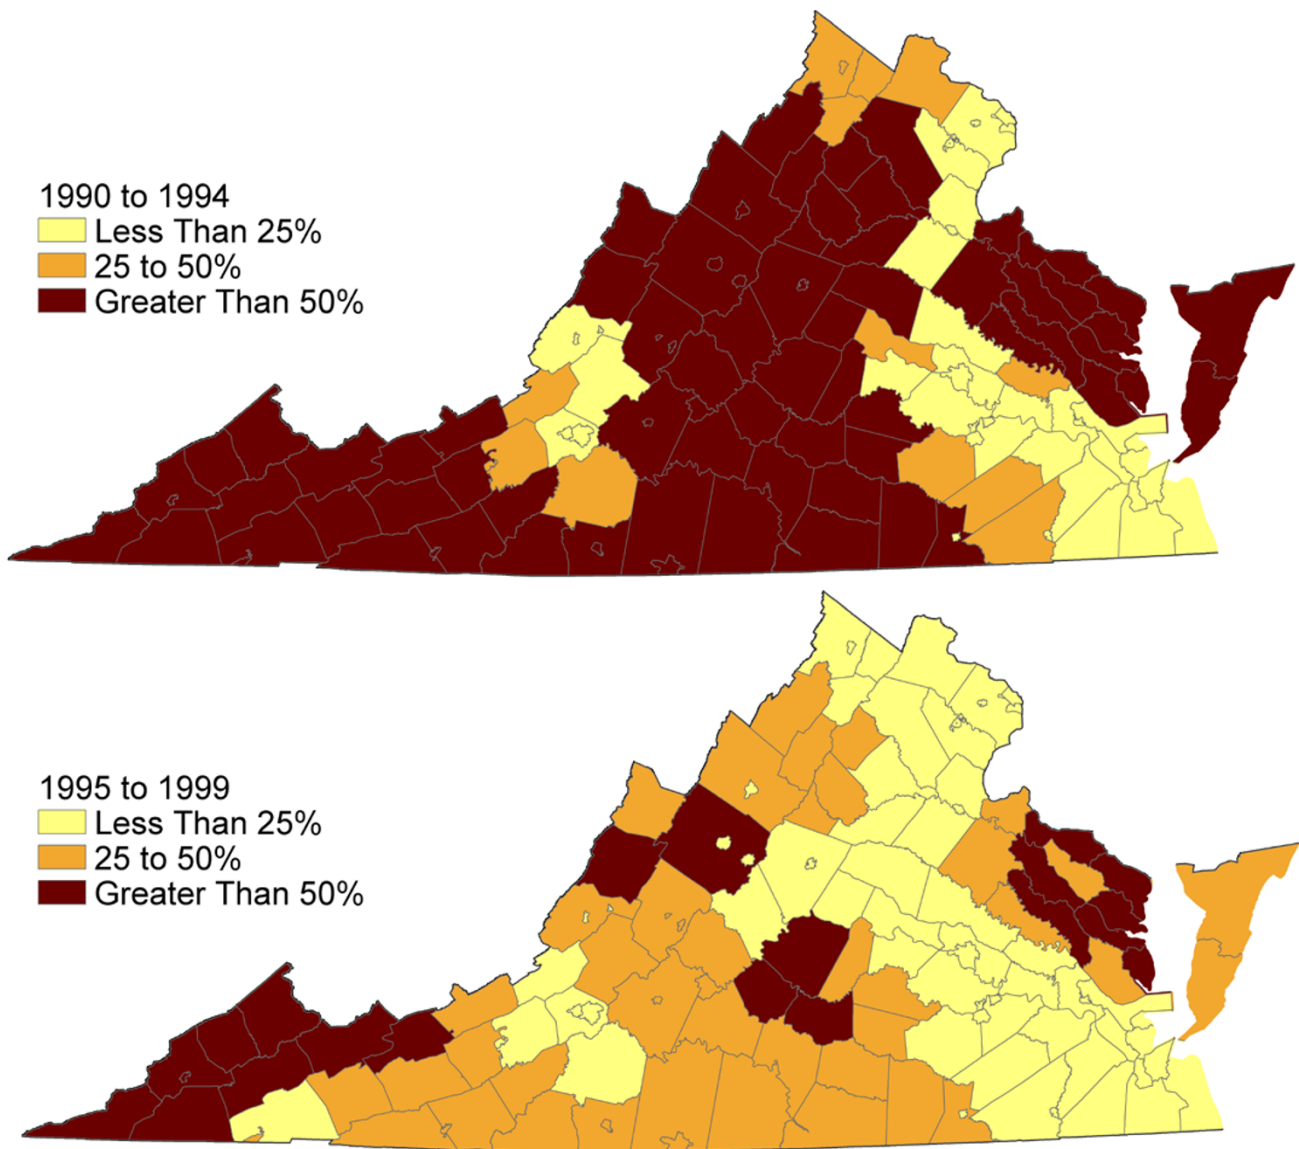 1990 to 1994
Less Than 25%
25 to 50%
Greater Than 50%
1995 to 1999
Less Than 25%
25 to 50%
Greater Than 50%